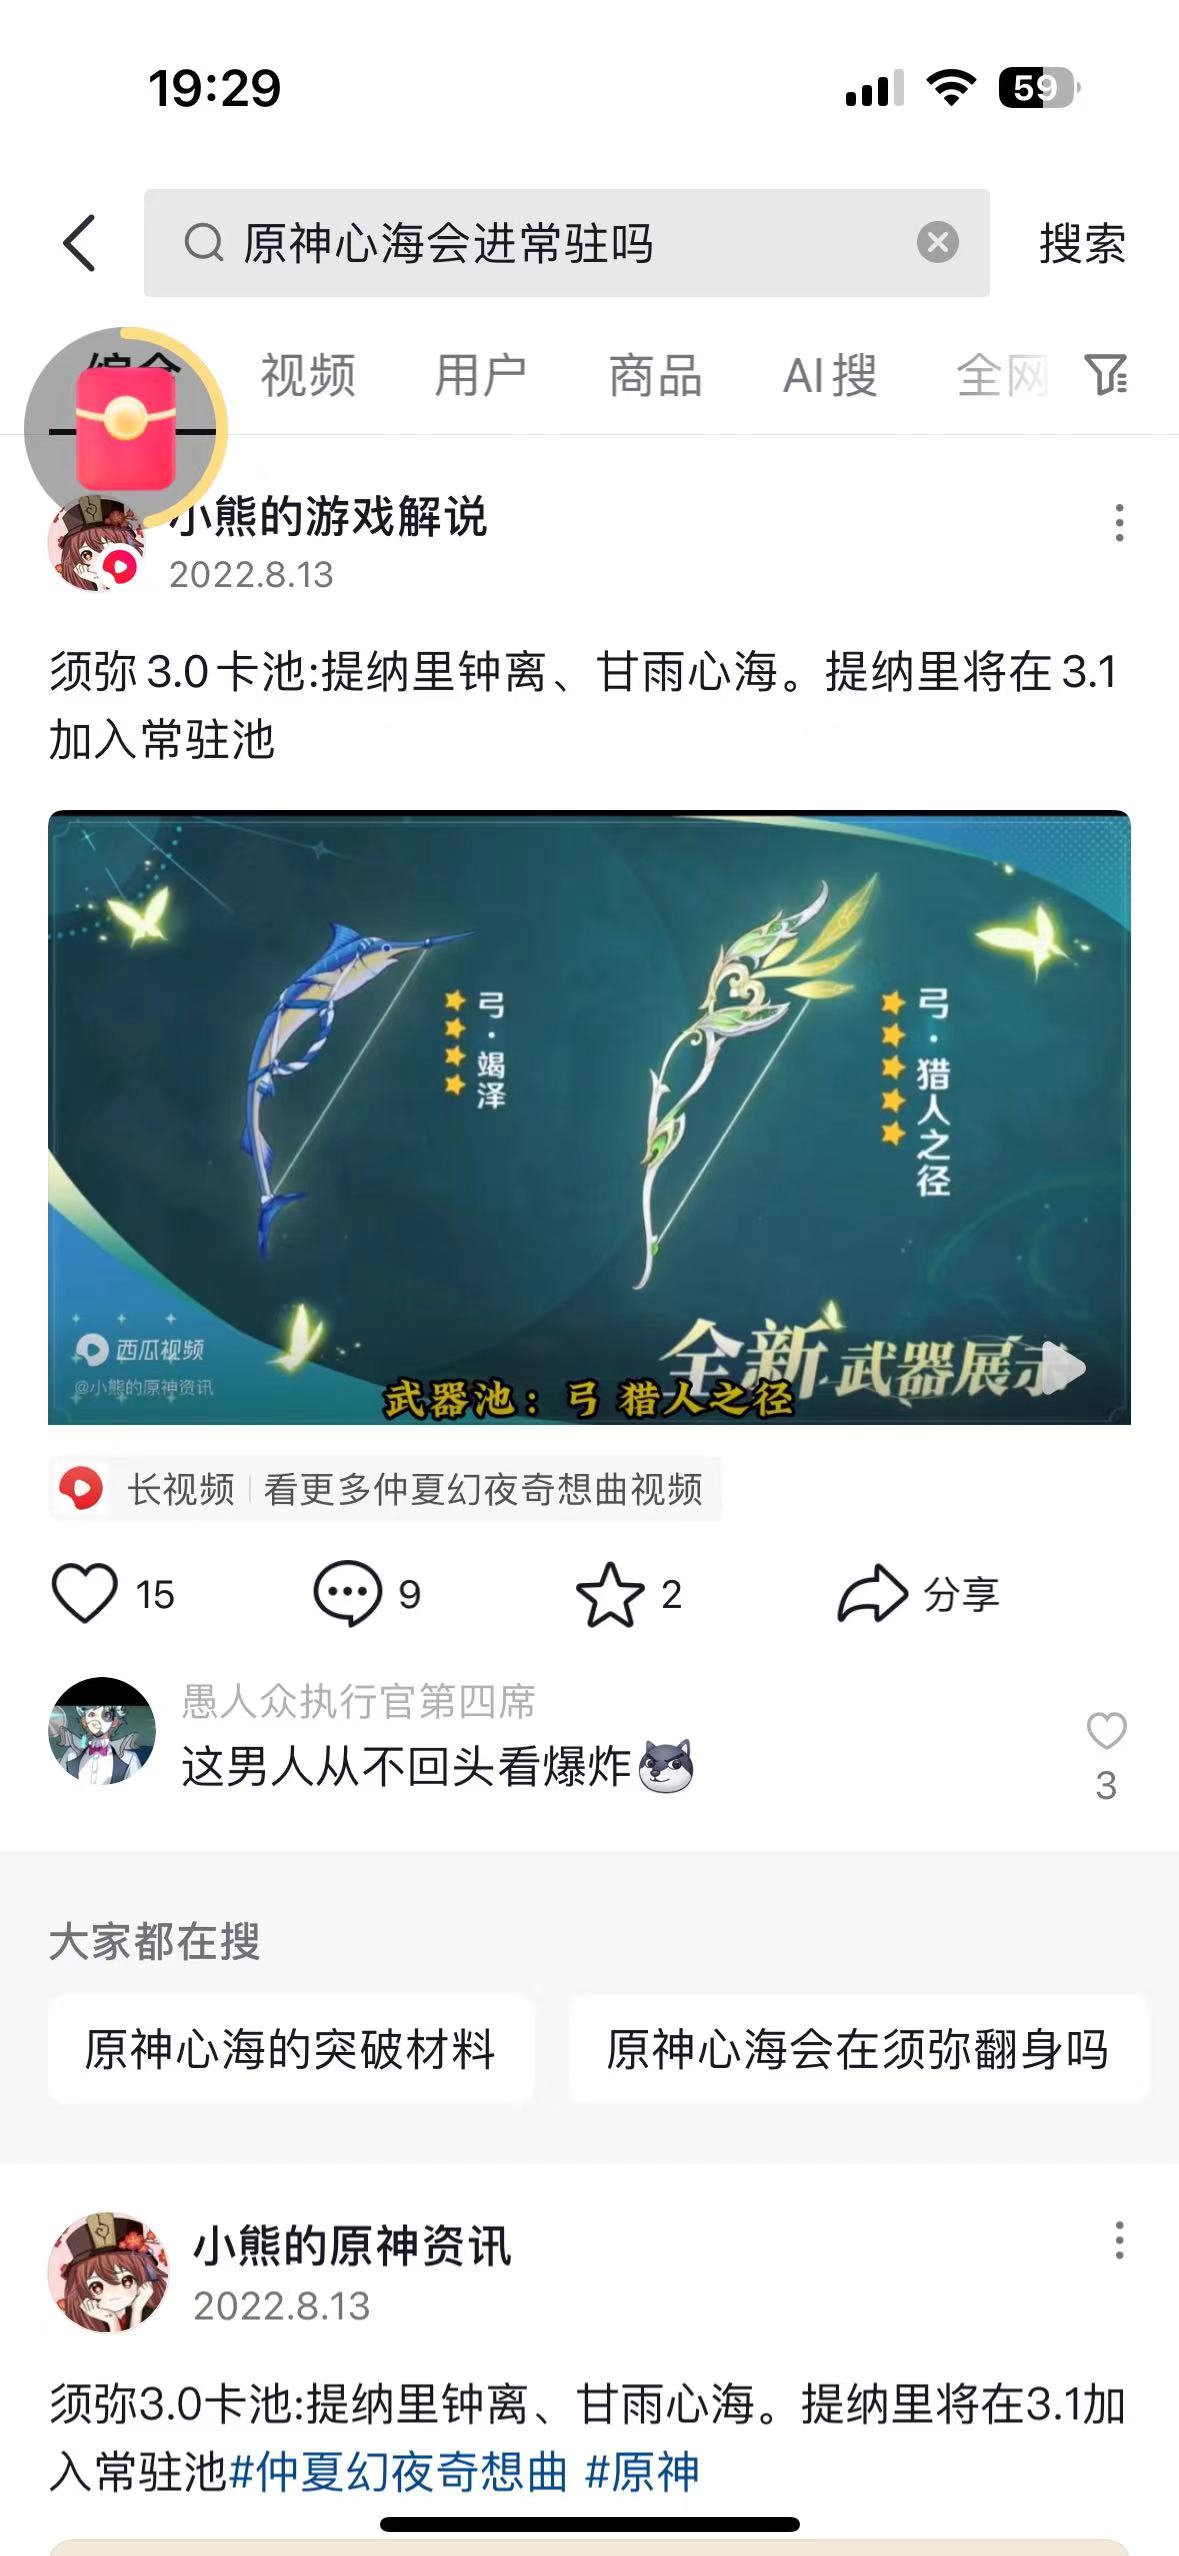 19:29
59
原神心海会进常驻吗
搜索
综合
视频
用户
商品
AI搜
全网
小熊的游戏解说
2022.8.13
须弥3.0卡池:提纳里钟离、甘雨心海。提纳里将在3.1
加入常驻池
弓·竭泽
弓·猎人之径
全新武器展示
西瓜视频
@小熊的原神资讯
武器池：弓 猎人之径
长视频
看更多仲夏幻夜奇想曲视频
15
9
2
分享
愚人众执行官第四席
这男人从不回头看爆炸
3
大家都在搜
原神心海的突破材料
原神心海会在须弥翻身吗
小熊的原神资讯
2022.8.13
须弥3.0卡池:提纳里钟离、甘雨心海。提纳里将在3.1加
入常驻池#仲夏幻夜奇想曲 #原神